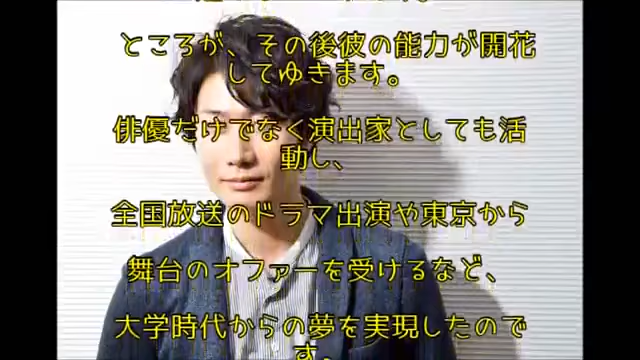 ところが、その後彼の能力が開花
してゆきます。
俳優だけでなく演出家としても活
動し、
全国放送のドラマ出演や東京から
舞台のオファーを受けるなど、
大学時代からの夢を実現したので
す。